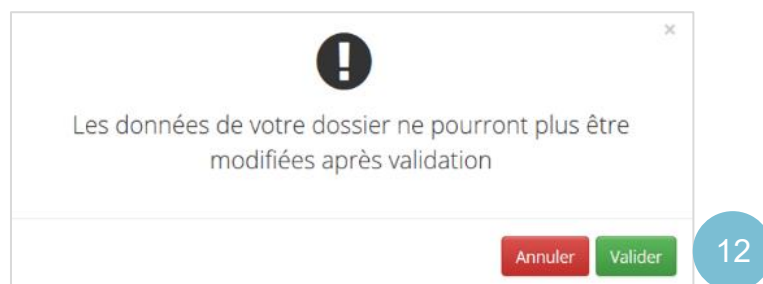 ×
Les données de votre dossier ne pourront plus être
modifiées après validation
Annuler Valider 12